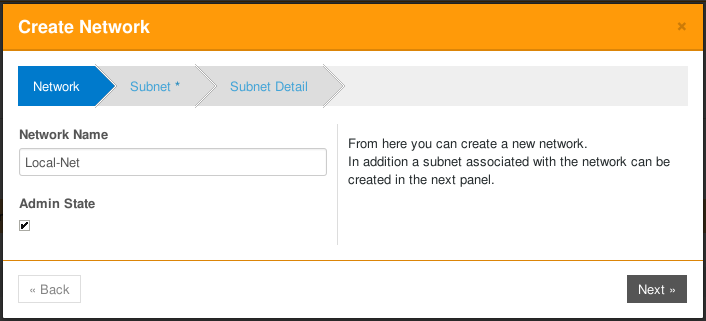 Create Network
×
Network
Subnet *
Subnet Detail
Network Name
Local-Net
Admin State
From here you can create a new network.
In addition a subnet associated with the network can be
created in the next panel.
« Back
Next »